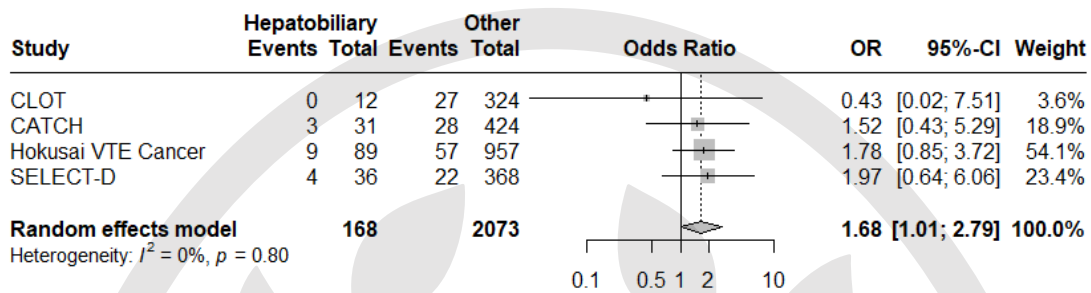 Hepatobiliary Other
Study Events Total Events Total Odds Ratio OR 95%-CI Weight
CLOT 0 12 27 324 0.43 [0.02; 7.51] 3.6%
CATCH 3 31 28 424 1.52 [0.43; 5.29] 18.9%
Hokusai VTE Cancer 9 89 57 957 1.78 [0.85; 3.72] 54.1%
SELECT-D 4 36 22 368 1.97 [0.64; 6.06] 23.4%
Random effects model 168 2073 1.68 [1.01; 2.79] 100.0%
Heterogeneity: I² = 0%, p = 0.80
0.1 0.5 1 2 10